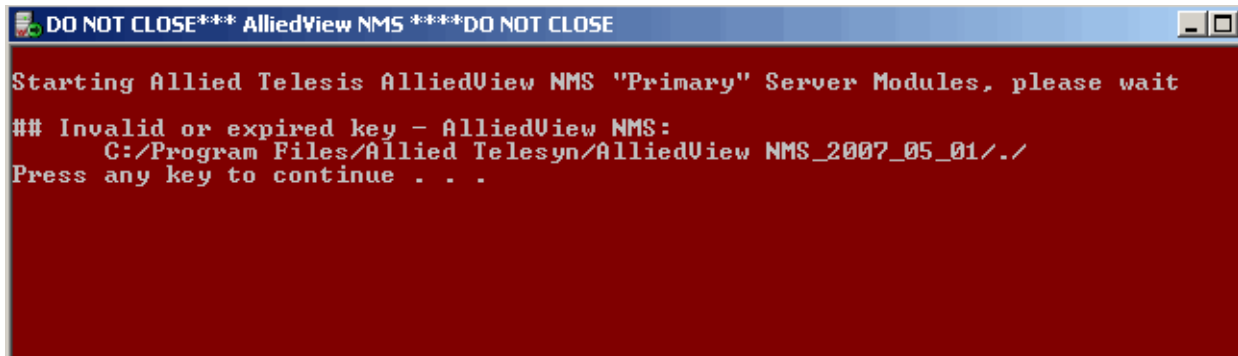 DO NOT CLOSE*** AlliedView NMS ****DO NOT CLOSE
Starting Allied Telesis AlliedView NMS "Primary" Server Modules, please wait
## Invalid or expired key - AlliedView NMS:
C:/Program Files/Allied Telesyn/AlliedView NMS_2007_05_01/./
Press any key to continue . . .